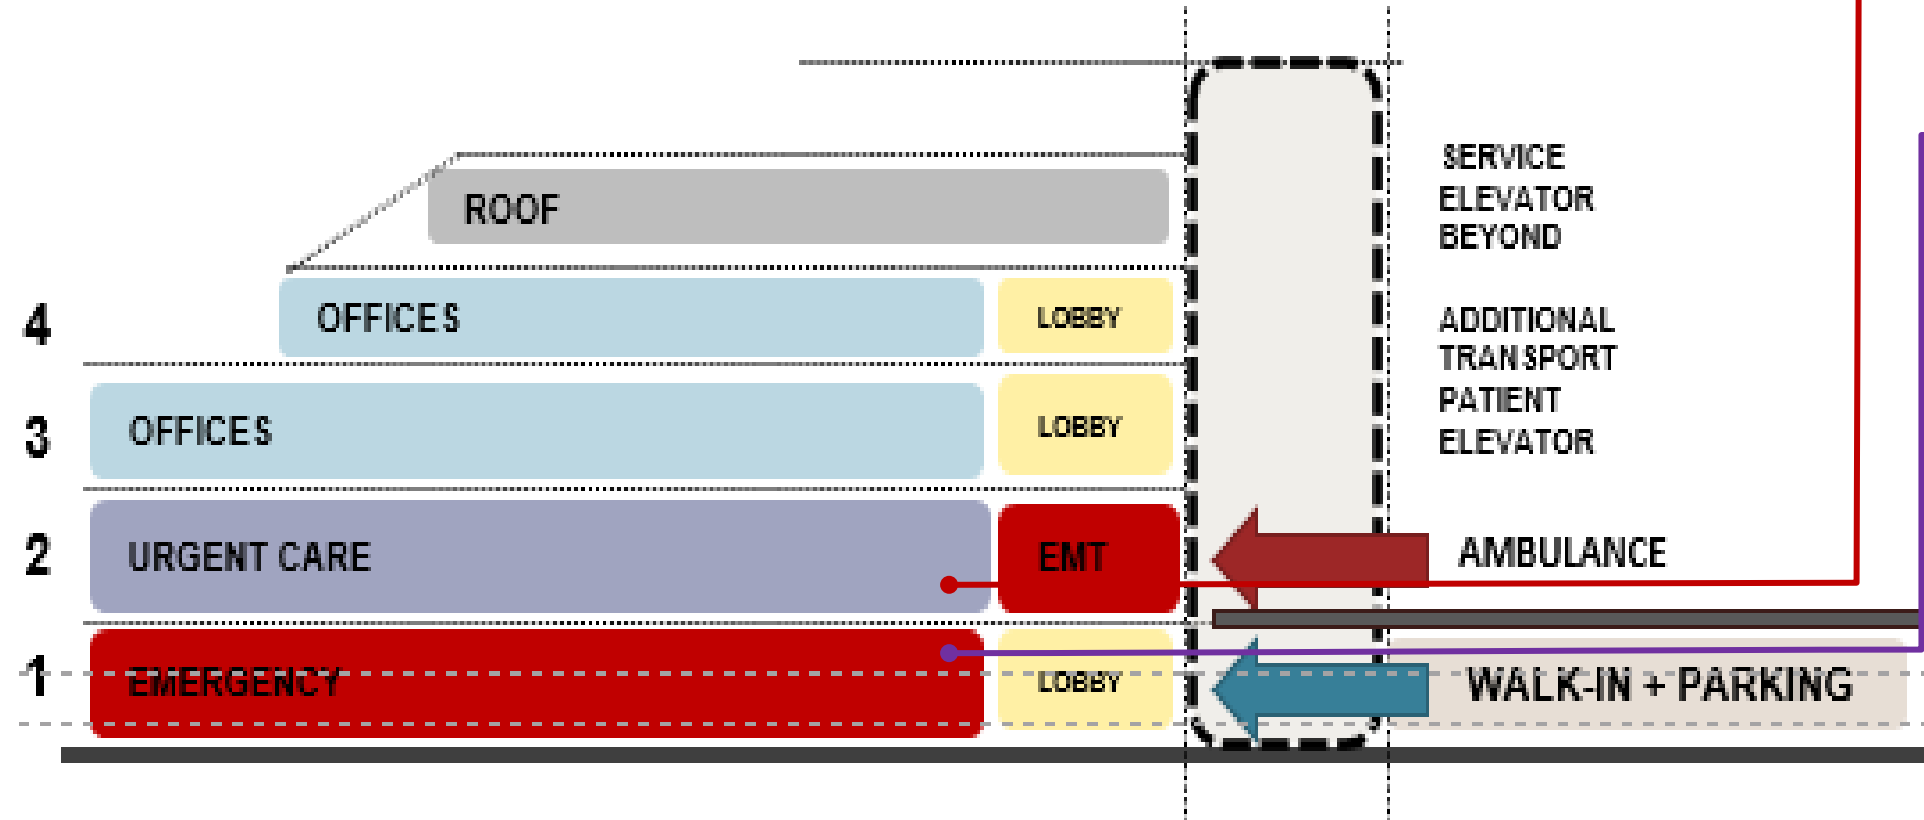 SERVICE
ELEVATOR
BEYOND
ROOF
4
OFFICES
LOBBY
ADDITIONAL
TRANSPORT
PATIENT
ELEVATOR
3
OFFICES
LOBBY
2
URGENT CARE
EMT
AMBULANCE
1
EMERGENCY
LOBBY
WALK-IN + PARKING